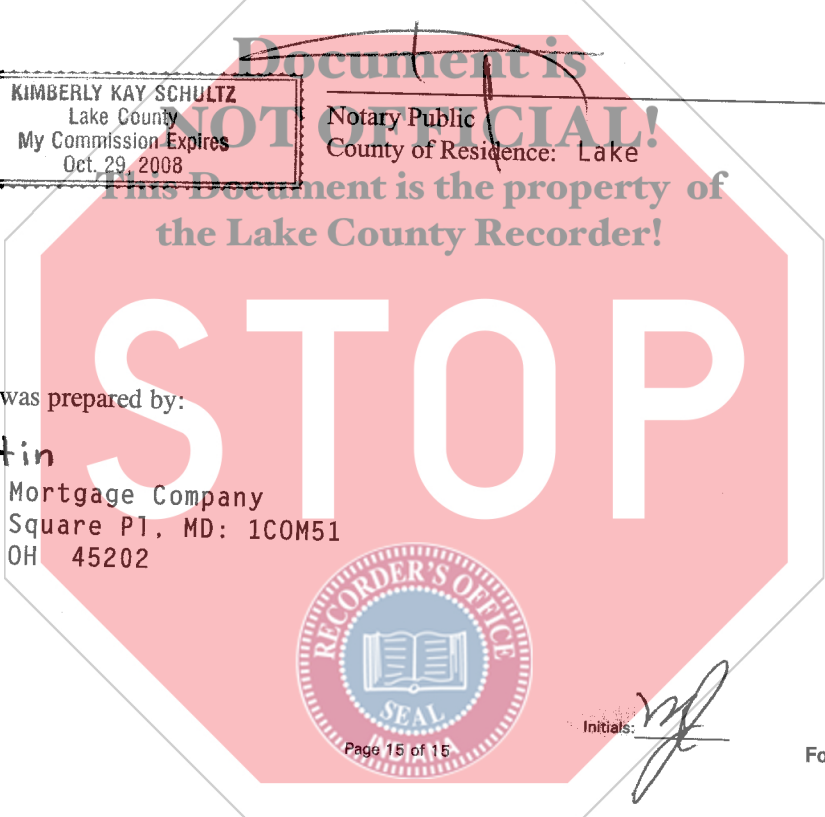 Document is
KIMBERLY KAY SCHULTZ
Lake County
My Commission Expires
Oct. 29, 2008
NOT OFFICIAL!
Notary Public
County of Residence: Lake
This Document is the property of
the Lake County Recorder!
STOP
was prepared by:
tin
Mortgage Company
Square Pl, MD: 1COM51
OH 45202
RECORDER'S OFFICE
SEAL
INDIANA
Page 15 of 15
Initials:
Fo